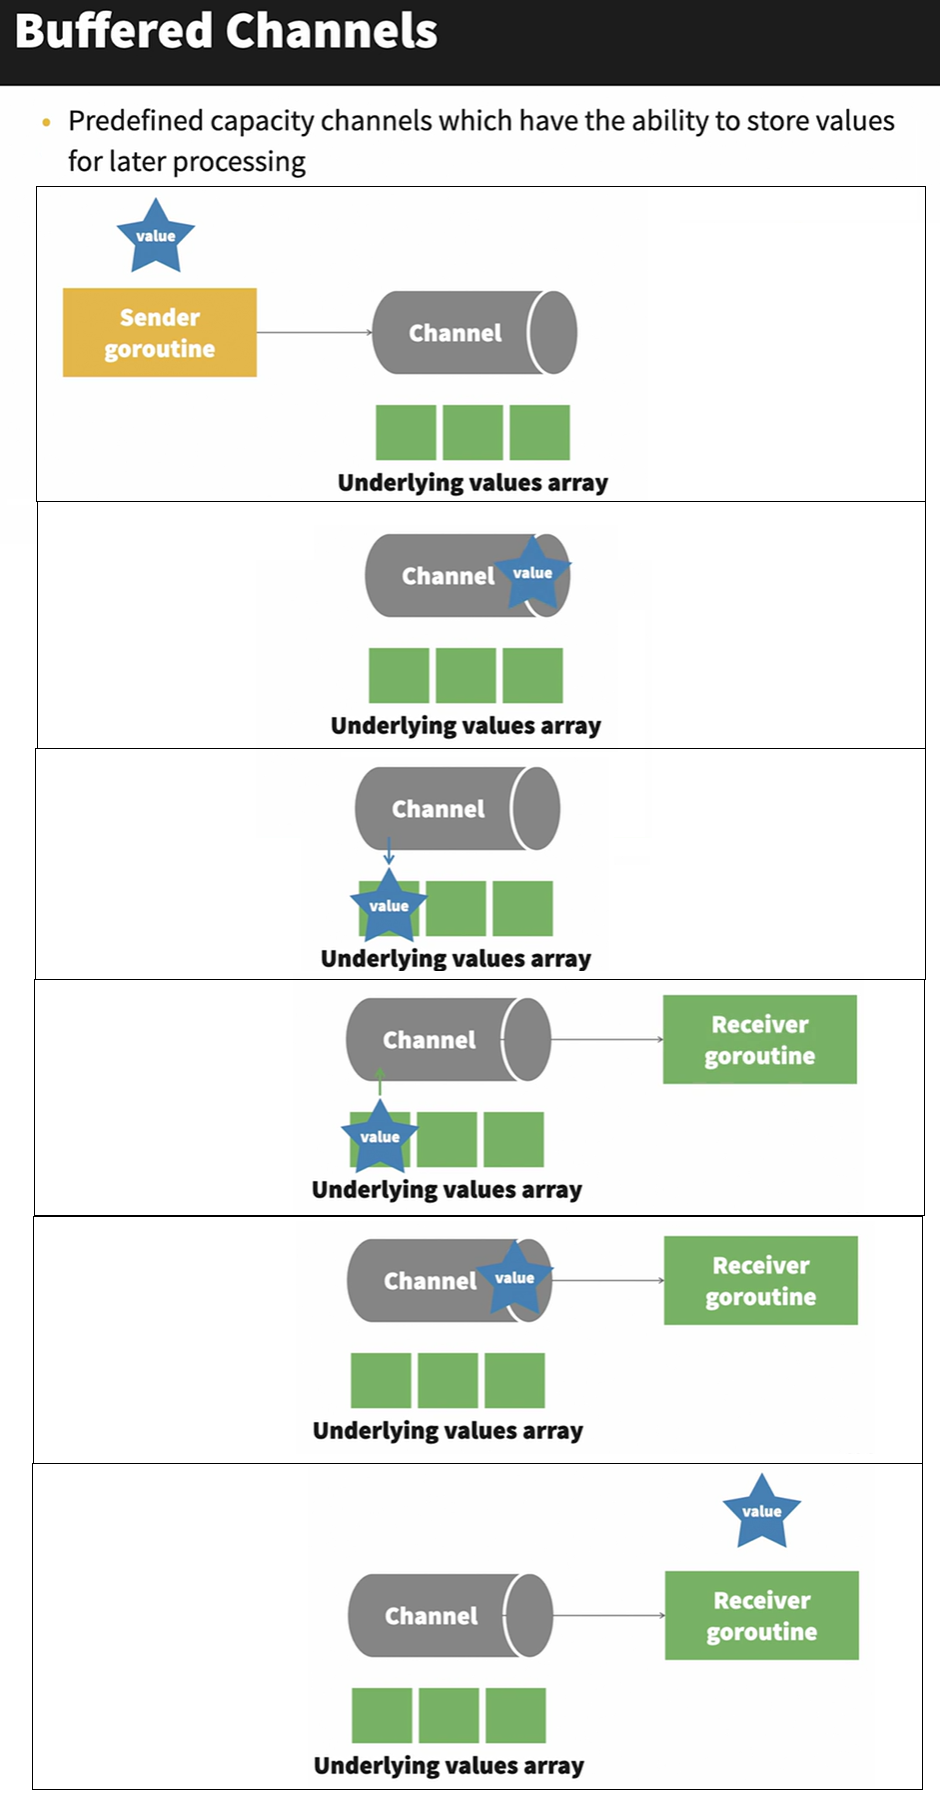 Buffered Channels
• Predefined capacity channels which have the ability to store values
for later processing
value
Sender
goroutine
Channel
Underlying values array
Channel
value
Underlying values array
Channel
value
Underlying values array
Channel
Receiver
goroutine
value
Underlying values array
Channel
value
Receiver
goroutine
Underlying values array
value
Channel
Receiver
goroutine
Underlying values array